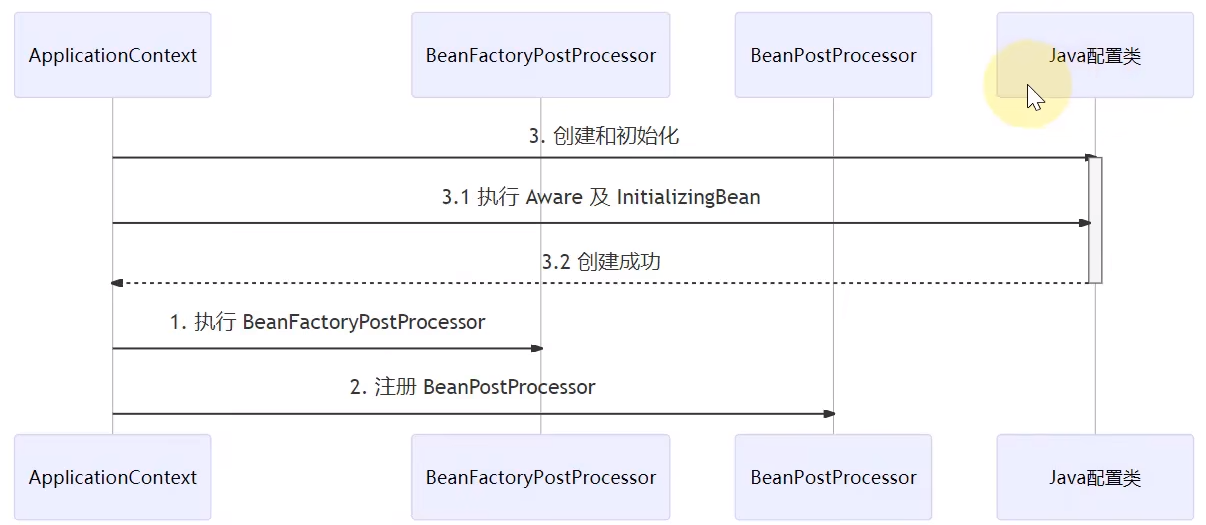 ApplicationContext
BeanFactoryPostProcessor
BeanPostProcessor
Java配置类
3. 创建和初始化
3.1 执行 Aware 及 InitializingBean
3.2 创建成功
1. 执行 BeanFactoryPostProcessor
2. 注册 BeanPostProcessor
ApplicationContext
BeanFactoryPostProcessor
BeanPostProcessor
Java配置类